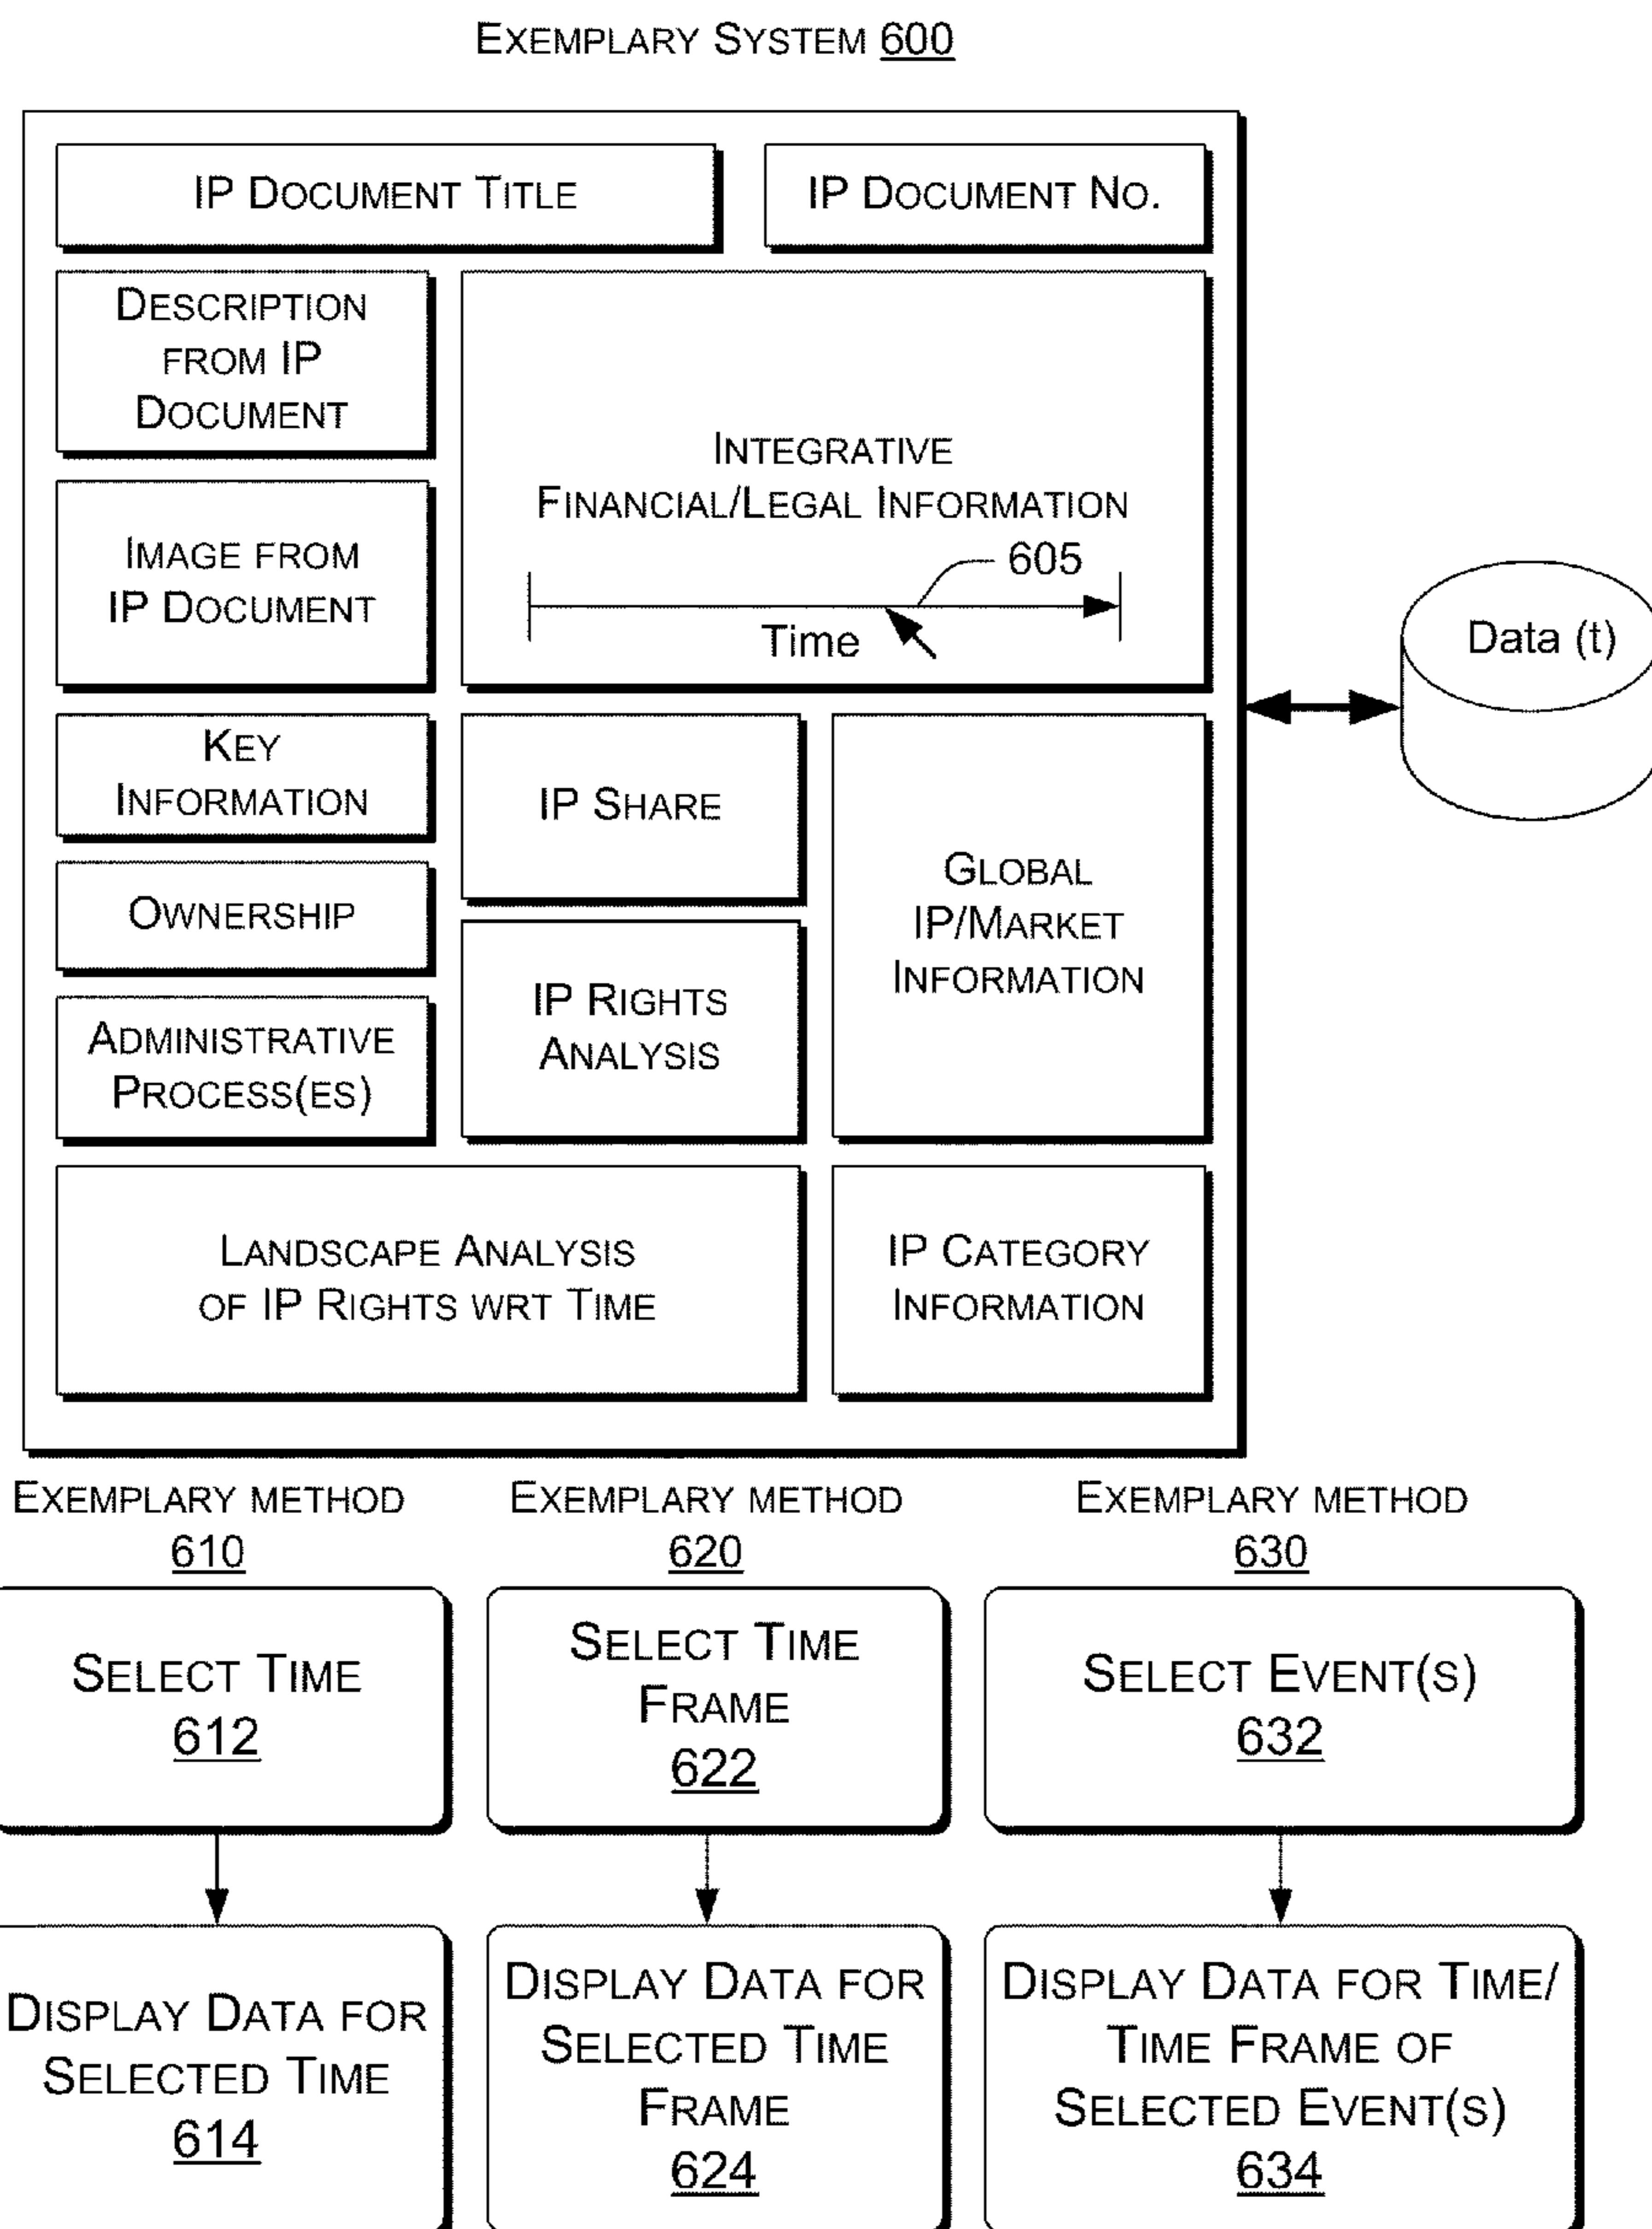 EXEMPLARY SYSTEM 600
IP DOCUMENT TITLE
IP DOCUMENT NO.
DESCRIPTION
FROM IP
DOCUMENT
INTEGRATIVE
FINANCIAL/LEGAL INFORMATION
605
Time
IMAGE FROM
IP DOCUMENT
Data (t)
KEY
INFORMATION
IP SHARE
GLOBAL
IP/MARKET
INFORMATION
OWNERSHIP
IP RIGHTS
ANALYSIS
ADMINISTRATIVE
PROCESS(ES)
LANDSCAPE ANALYSIS
OF IP RIGHTS WRT TIME
IP CATEGORY
INFORMATION
EXEMPLARY METHOD
610
SELECT TIME
612
DISPLAY DATA FOR
SELECTED TIME
614
EXEMPLARY METHOD
620
SELECT TIME
FRAME
622
DISPLAY DATA FOR
SELECTED TIME
FRAME
624
EXEMPLARY METHOD
630
SELECT EVENT(S)
632
DISPLAY DATA FOR TIME/
TIME FRAME OF
SELECTED EVENT(S)
634